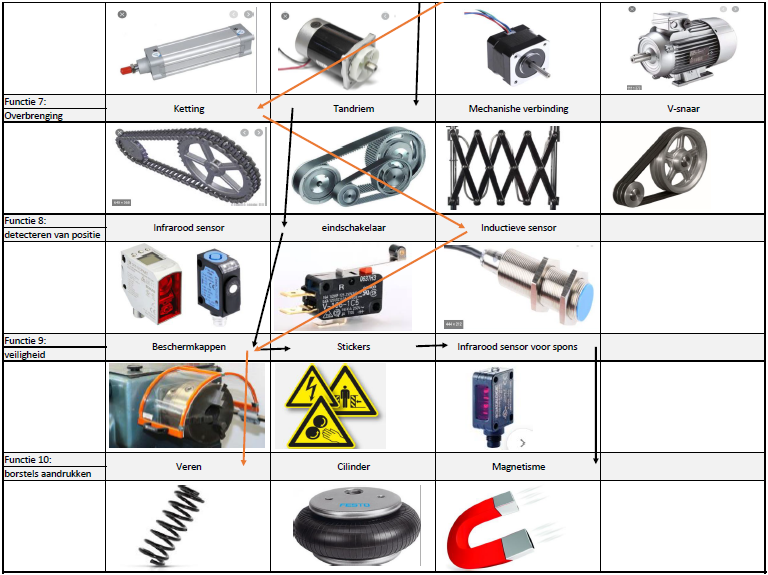 Functie 7:
Overbrenging
Ketting
Tandriem
Mechanishe verbinding
V-snaar
Functie 8:
detecteren van positie
Infrarood sensor
eindschakelaar
Inductieve sensor
Functie 9:
veiligheid
Beschermkappen
Stickers
Infrarood sensor voor spons
Functie 10:
borstels aandrukken
Veren
Cilinder
Magnetisme
FESTO